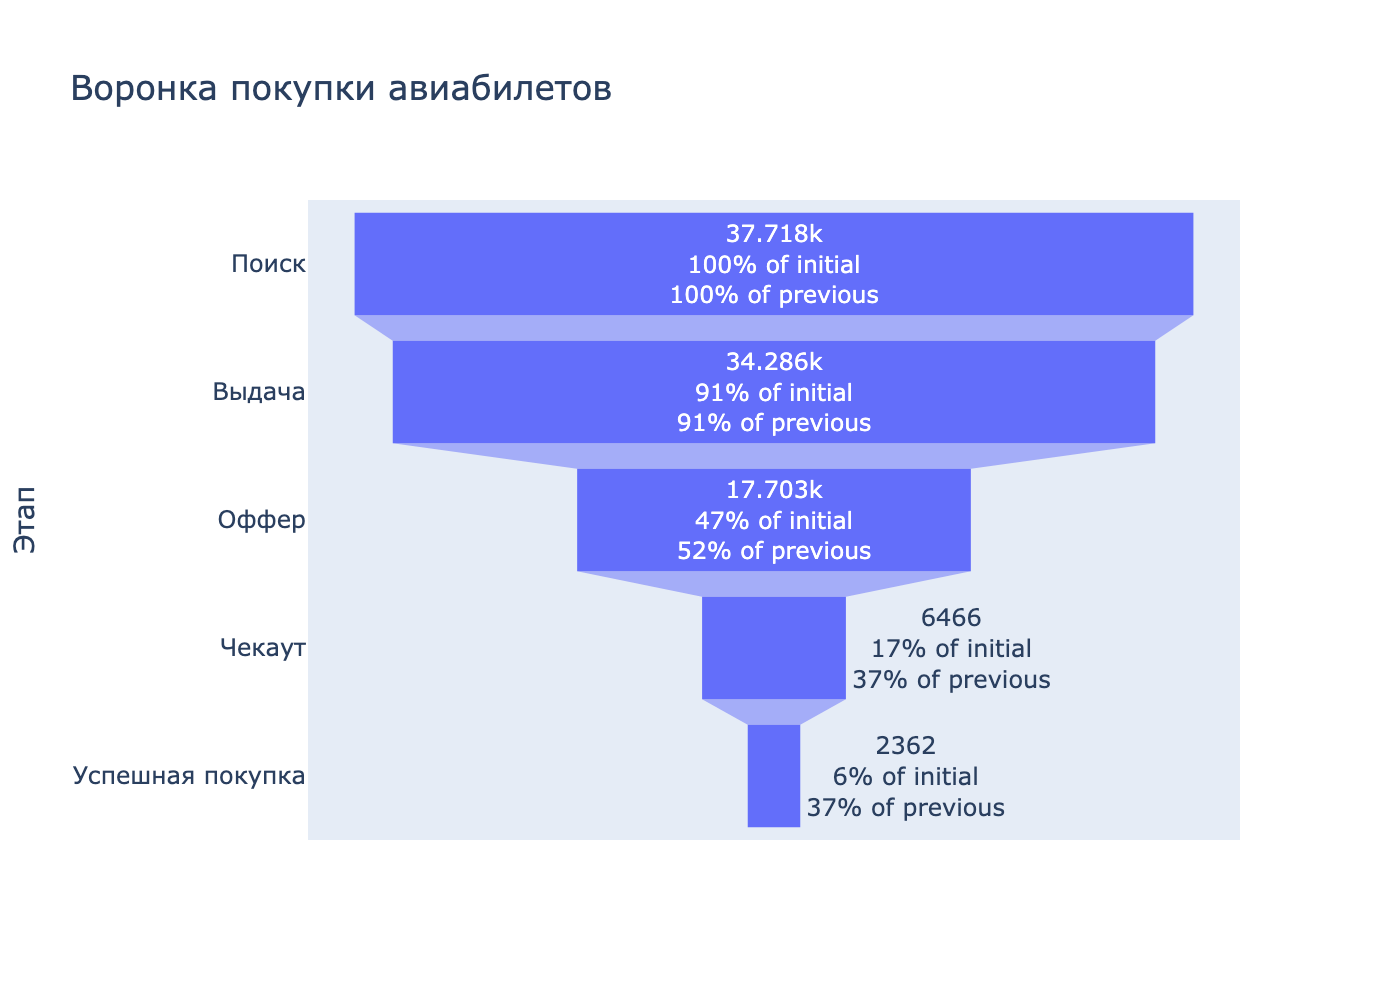 Воронка покупки авиабилетов
Этап
Поиск
37.718k
100% of initial
100% of previous
Выдача
34.286k
91% of initial
91% of previous
Оффер
17.703k
47% of initial
52% of previous
Чекаут
6466
17% of initial
37% of previous
Успешная покупка
2362
6% of initial
37% of previous